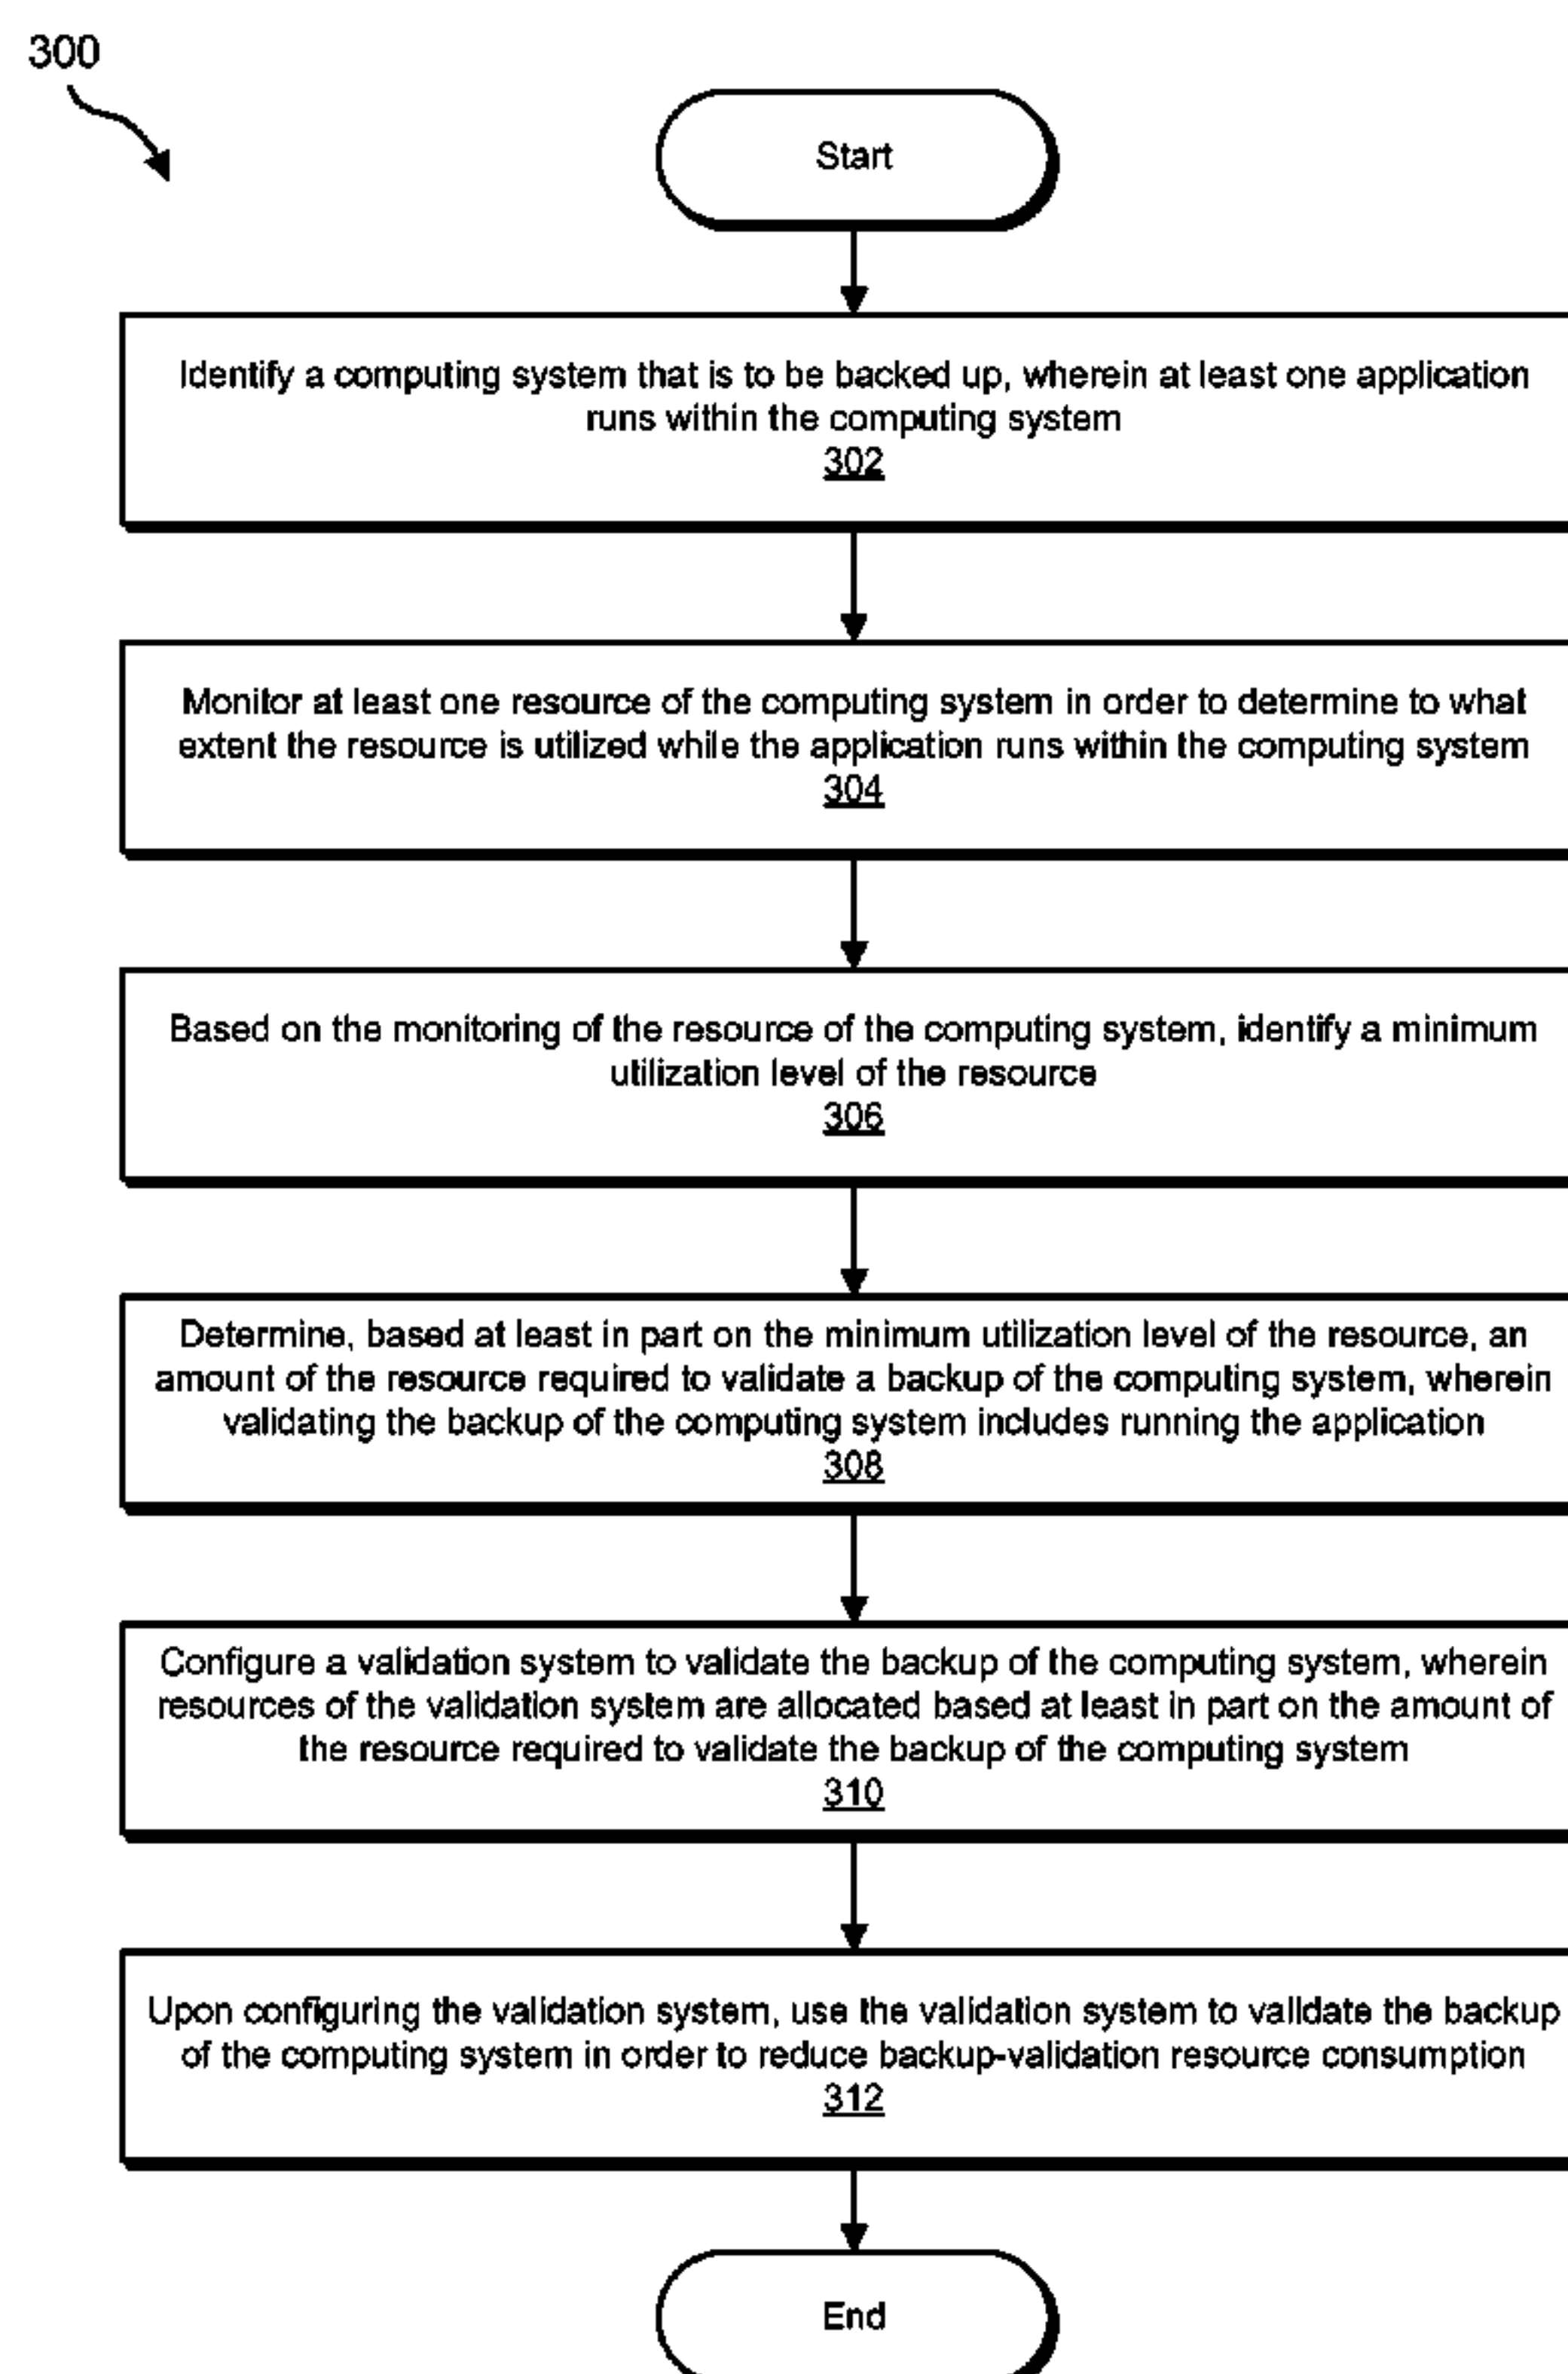 300
Start
Identify a computing system that is to be backed up, wherein at least one application
runs within the computing system
302
Monitor at least one resource of the computing system in order to determine to what
extent the resource is utilized while the application runs within the computing system
304
Based on the monitoring of the resource of the computing system, identify a minimum
utilization level of the resource
306
Determine, based at least in part on the minimum utilization level of the resource, an
amount of the resource required to validate a backup of the computing system, wherein
validating the backup of the computing system includes running the application
308
Configure a validation system to validate the backup of the computing system, wherein
resources of the validation system are allocated based at least in part on the amount of
the resource required to validate the backup of the computing system
310
Upon configuring the validation system, use the validation system to validate the backup
of the computing system in order to reduce backup-validation resource consumption
312
End